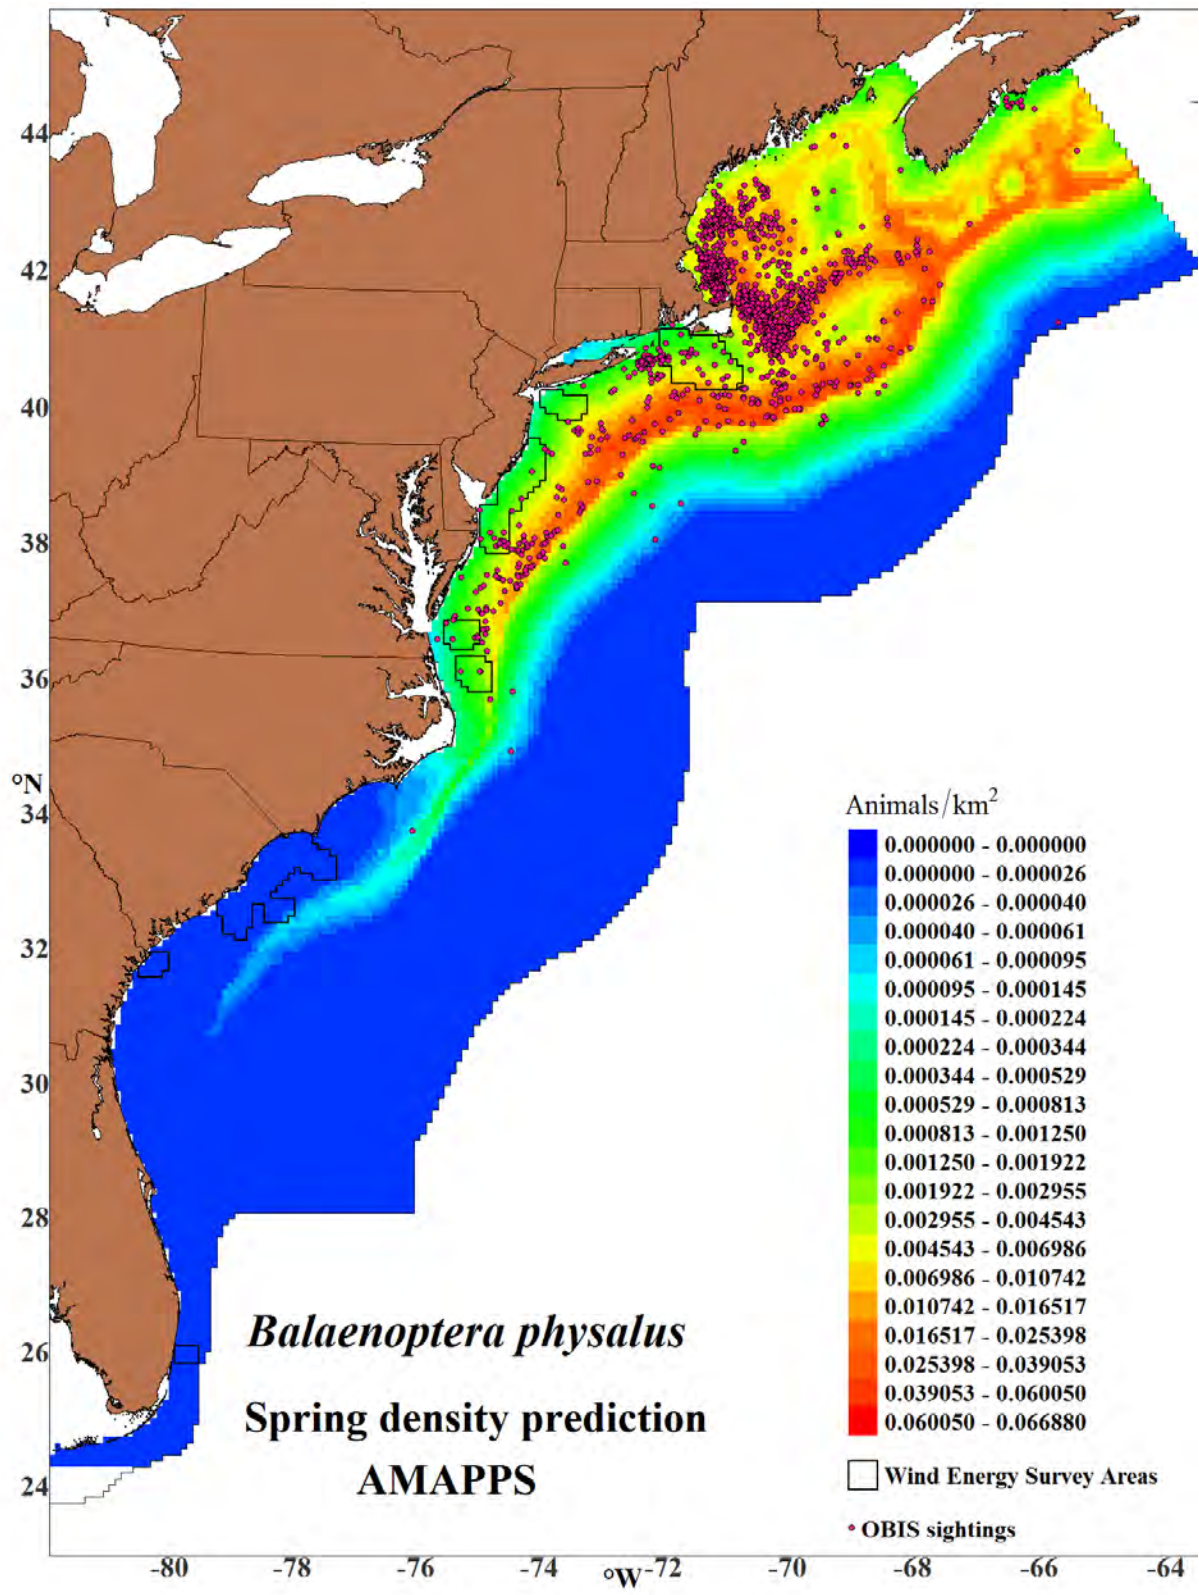 44
42
40
38
36
°N
34
32
30
28
26
24
Animals/km²
0.000000 - 0.000000
0.000000 - 0.000026
0.000026 - 0.000040
0.000040 - 0.000061
0.000061 - 0.000095
0.000095 - 0.000145
0.000145 - 0.000224
0.000224 - 0.000344
0.000344 - 0.000529
0.000529 - 0.000813
0.000813 - 0.001250
0.001250 - 0.001922
0.001922 - 0.002955
0.002955 - 0.004543
0.004543 - 0.006986
0.006986 - 0.010742
0.010742 - 0.016517
0.016517 - 0.025398
0.025398 - 0.039053
0.039053 - 0.060050
0.060050 - 0.066880
Wind Energy Survey Areas
OBIS sightings
Balaenoptera physalus
Spring density prediction
AMAPPS
-80 -78 -76 -74 °W -72 -70 -68 -66 -64